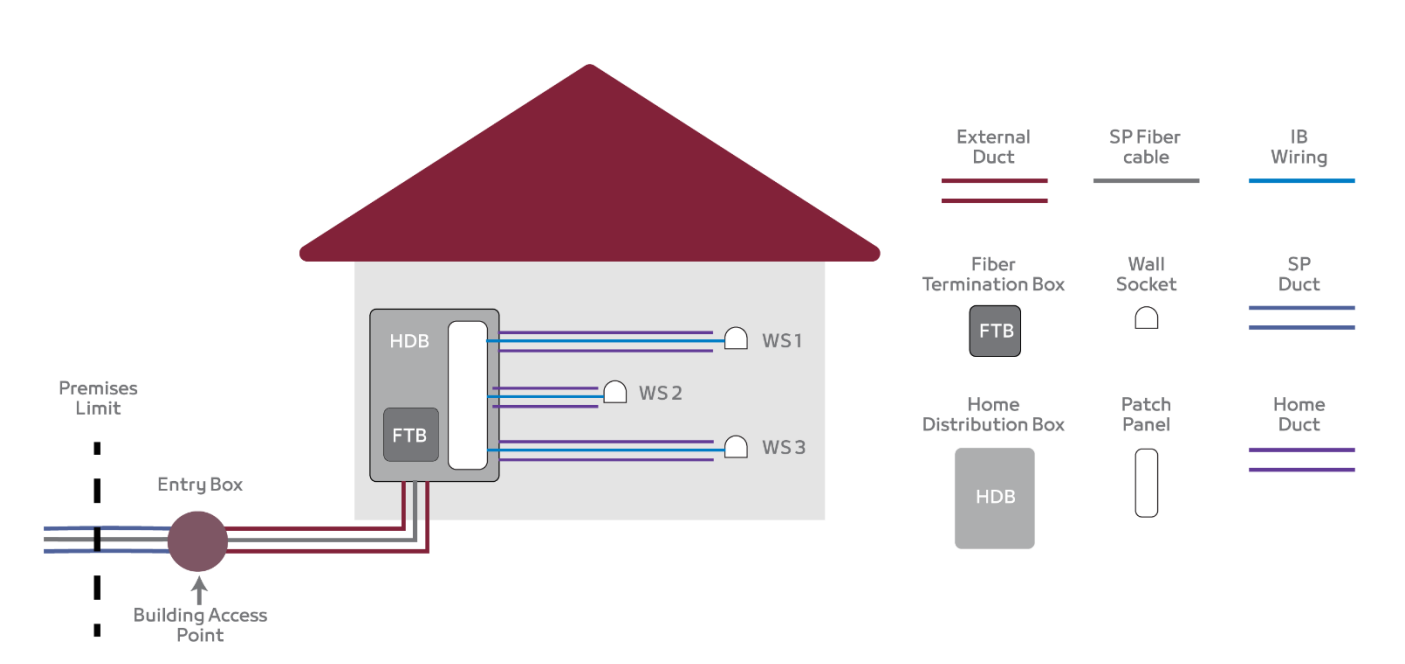 External
Duct
SP Fiber
cable
IB
Wiring
Fiber
Termination Box
Wall
Socket
SP
Duct
FTB
Home
Distribution Box
Patch
Panel
Home
Duct
HDB
HDB
FTB
WS1
WS2
WS3
Premises
Limit
Entry Box
Building Access
Point